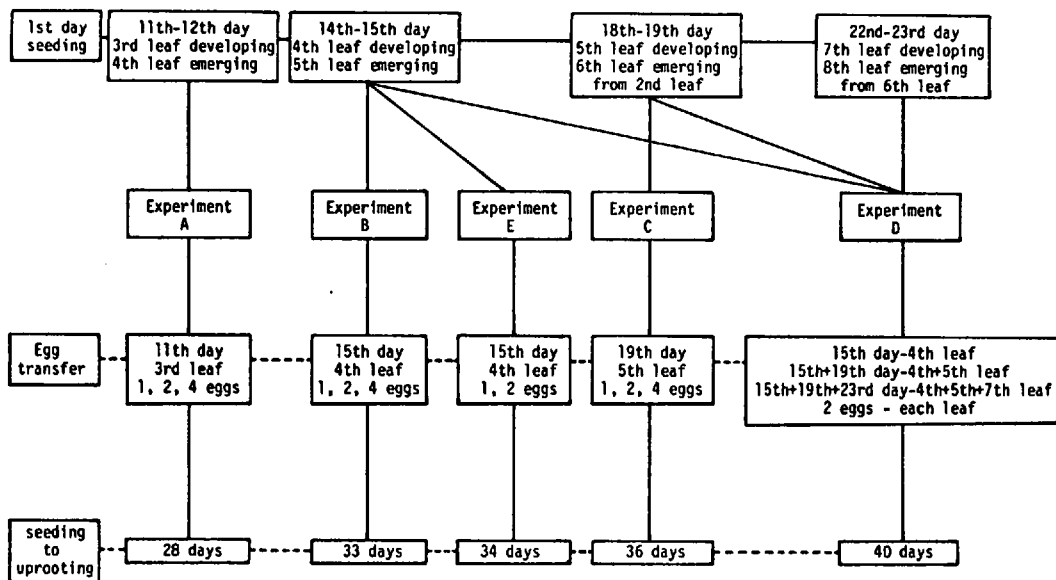 1st day
seeding
11th-12th day
3rd leaf developing
4th leaf emerging
14th-15th day
4th leaf developing
5th leaf emerging
18th-19th day
5th leaf developing
6th leaf emerging
from 2nd leaf
22nd-23rd day
7th leaf developing
8th leaf emerging
from 6th leaf
Experiment
A
Experiment
B
Experiment
E
Experiment
C
Experiment
D
Egg
transfer
11th day
3rd leaf
1, 2, 4 eggs
15th day
4th leaf
1, 2, 4 eggs
15th day
4th leaf
1, 2 eggs
19th day
5th leaf
1, 2, 4 eggs
15th day-4th leaf
15th+19th day-4th+5th leaf
15th+19th+23rd day-4th+5th+7th leaf
2 eggs - each leaf
seeding
to
uprooting
28 days
33 days
34 days
36 days
40 days